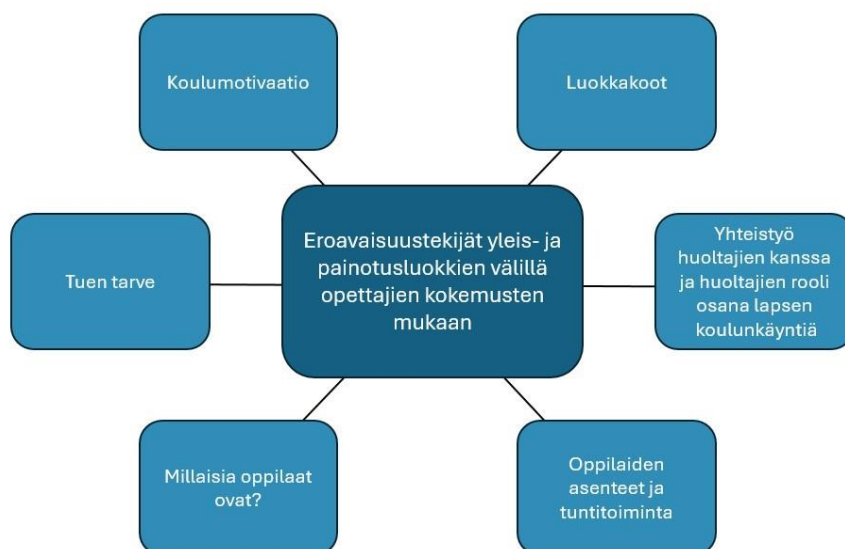 Koulumotivaatio
Luokkakoot
Eroavaisuustekijät yleis- ja
painotusluokkien välillä
opettajien kokemusten
mukaan
Tuen tarve
Yhteistyö
huoltajien kanssa
ja huoltajien rooli
osana lapsen
koulunkäyntiä
Millaisia oppilaat
ovat?
Oppilaiden
asenteet ja
tuntitoiminta